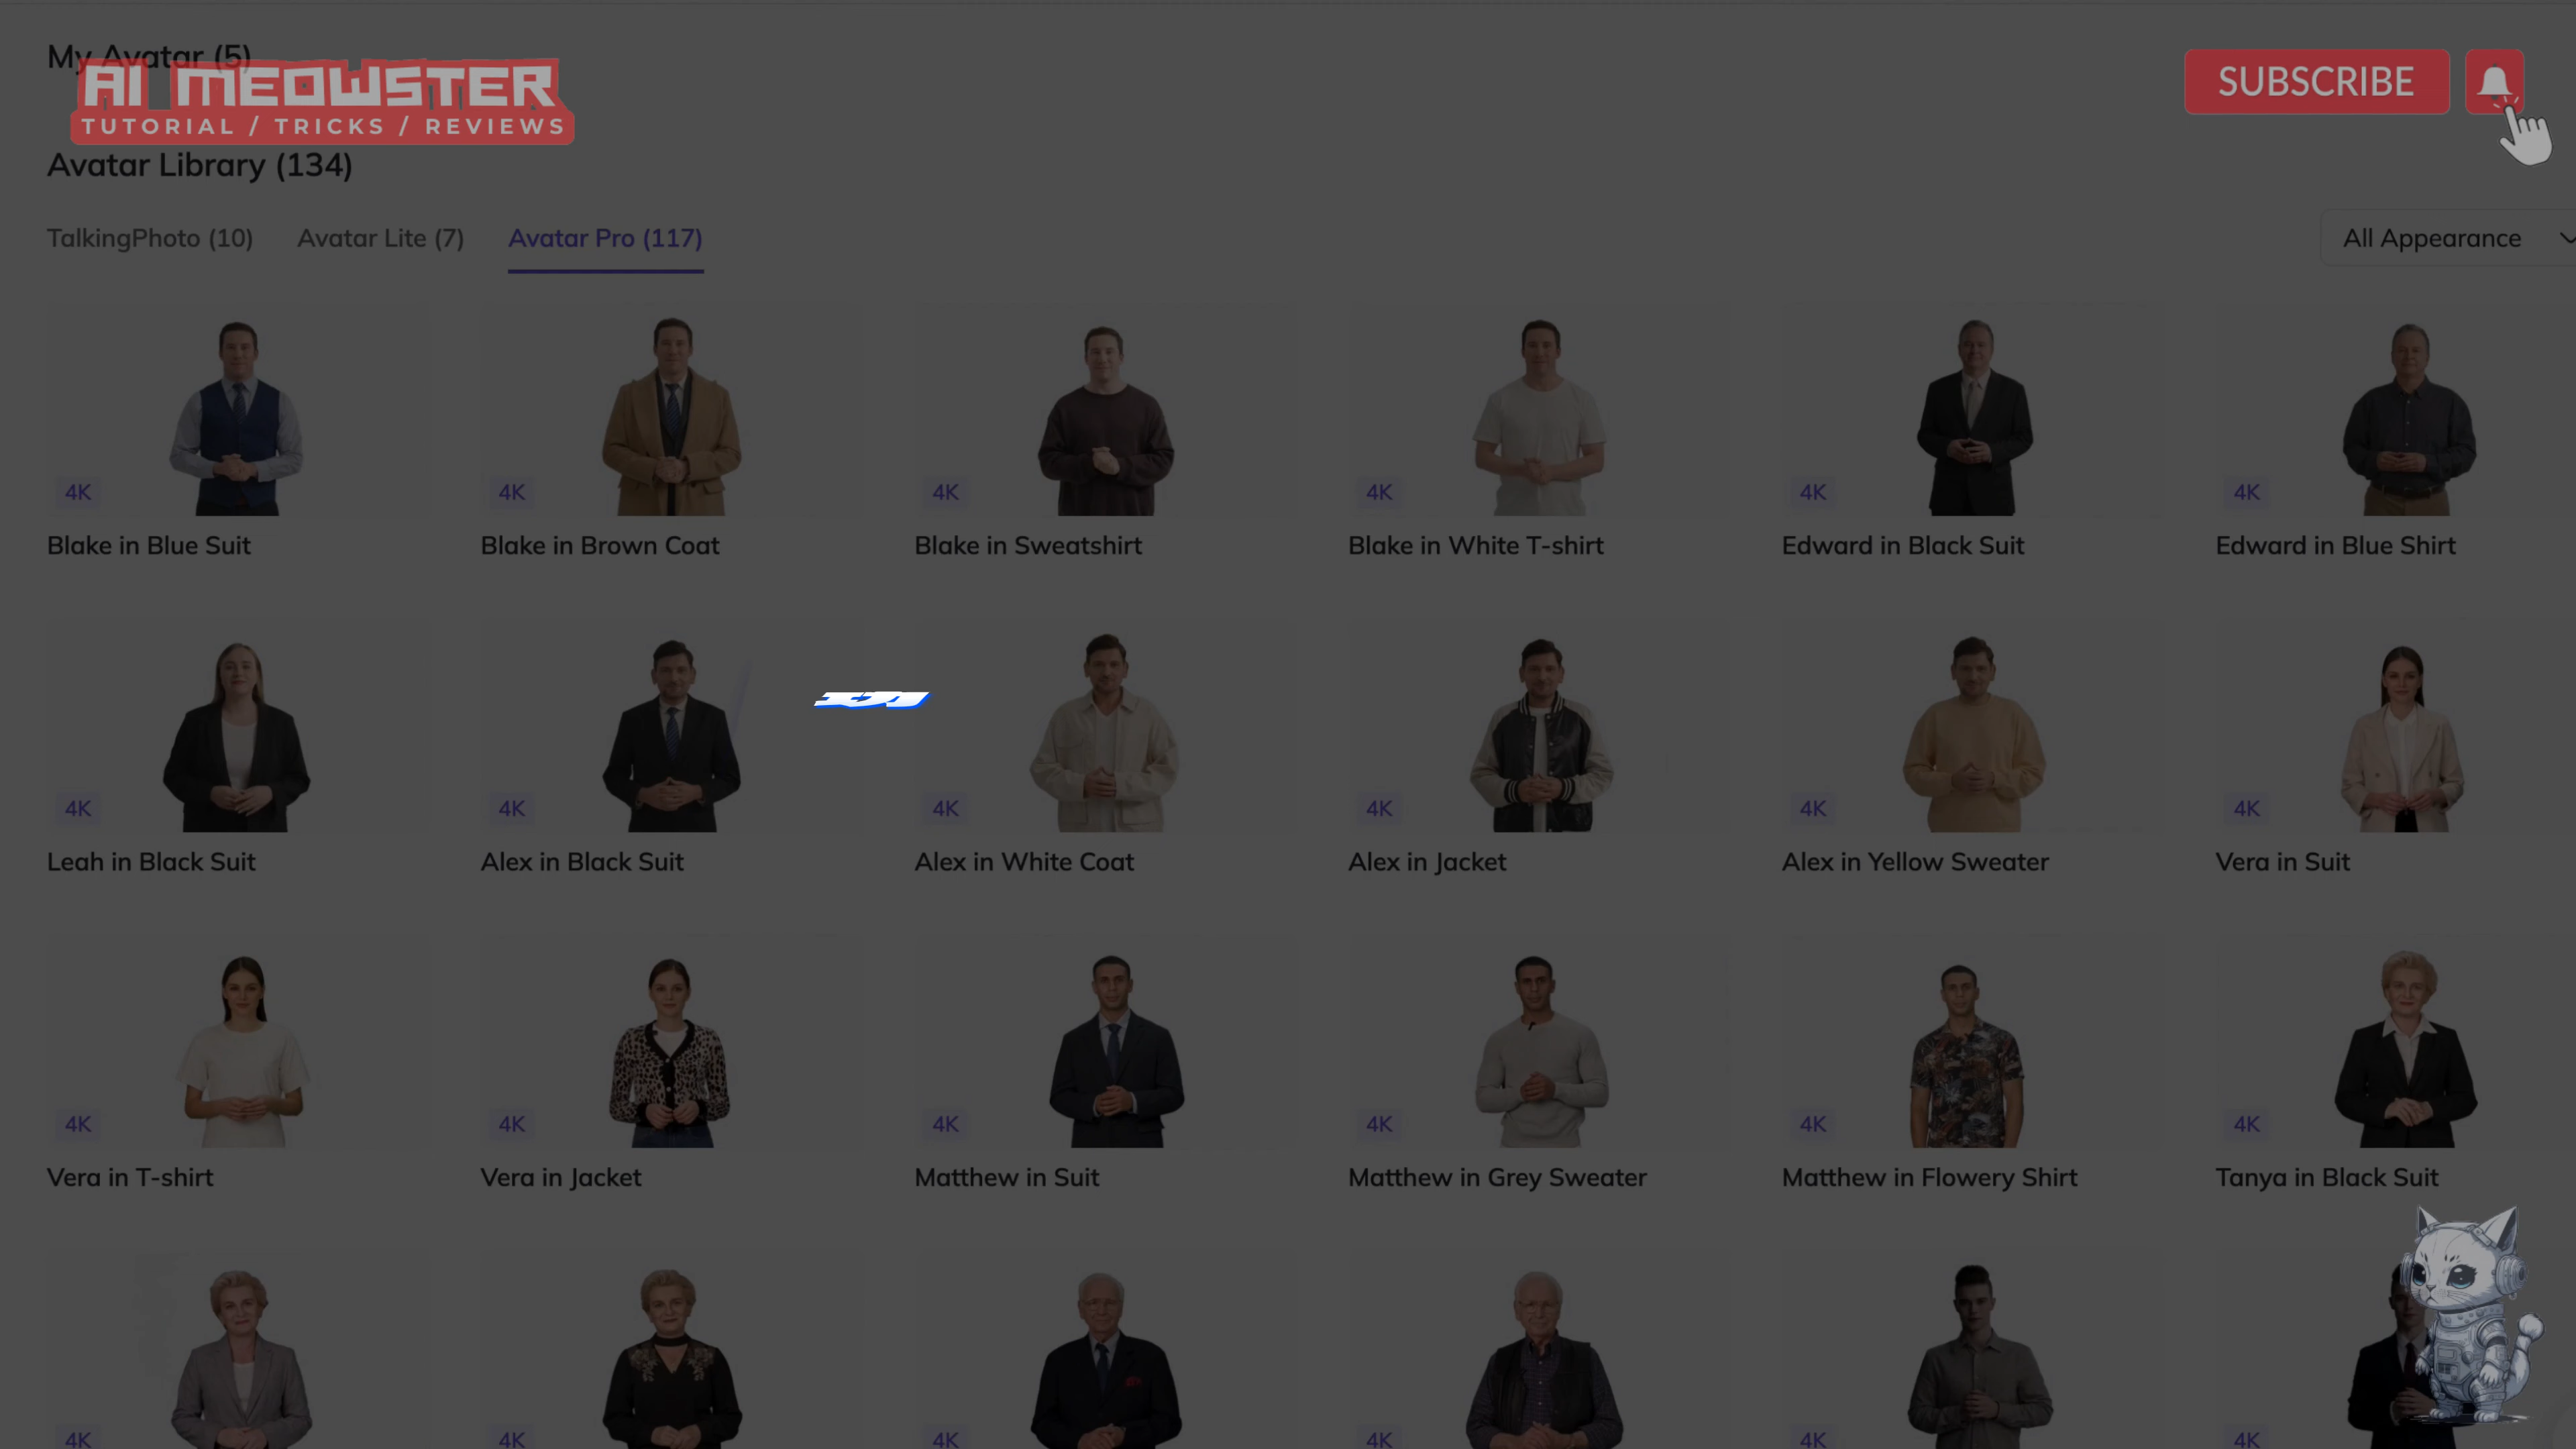 My Avatar (5)
AI MEOWSTER
TUTORIAL / TRICKS / REVIEWS
SUBSCRIBE
Avatar Library (134)
TalkingPhoto (10) Avatar Lite (7) Avatar Pro (117)
All Appearance
4K 4K 4K 4K 4K 4K
Blake in Blue Suit Blake in Brown Coat Blake in Sweatshirt Blake in White T-shirt Edward in Black Suit Edward in Blue Shirt
4K 4K 4K 4K 4K 4K
Leah in Black Suit Alex in Black Suit Alex in White Coat Alex in Jacket Alex in Yellow Sweater Vera in Suit
4K 4K 4K 4K 4K 4K
Vera in T-shirt Vera in Jacket Matthew in Suit Matthew in Grey Sweater Matthew in Flowery Shirt Tanya in Black Suit
4K 4K 4K 4K 4K 4K